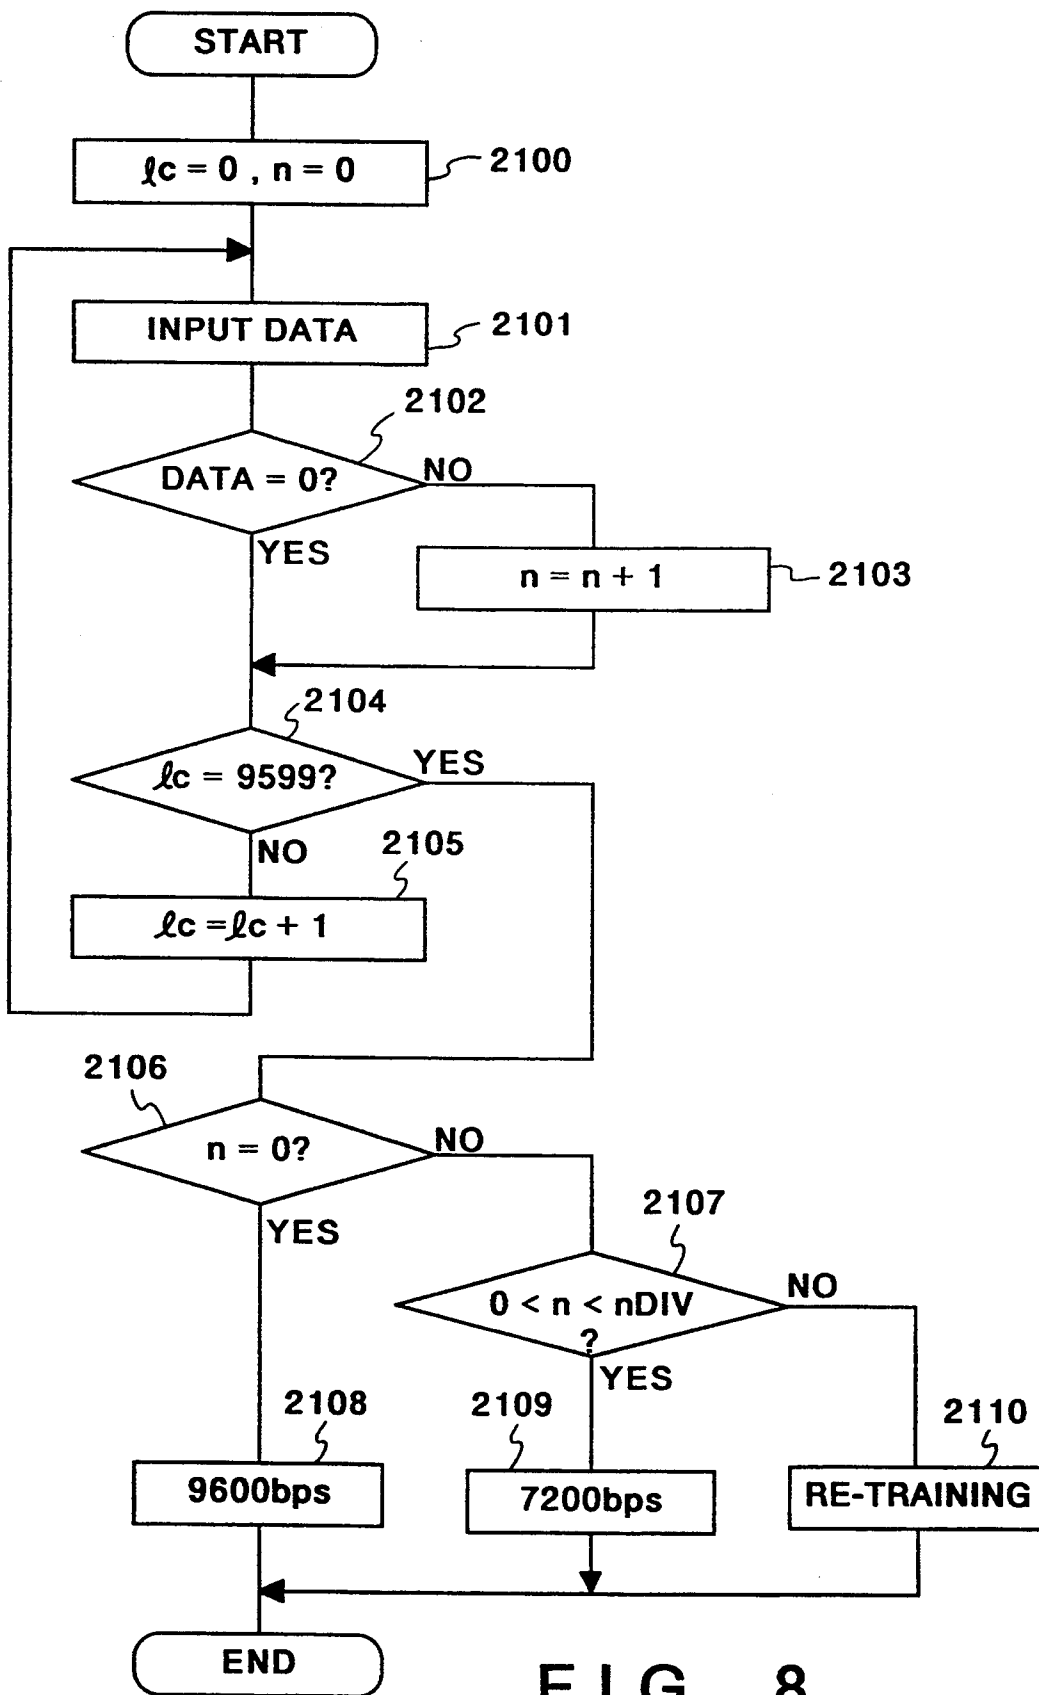 START
ℓc = 0 , n = 0
2100
INPUT DATA
2101
2102
DATA = 0?
NO
YES
n = n + 1
2103
2104
ℓc = 9599?
YES
NO
2105
ℓc =ℓc + 1
2106
n = 0?
NO
YES
2107
0 < n < nDIV
?
NO
YES
2108
2109
2110
9600bps
7200bps
RE-TRAINING
END
FIG. 8